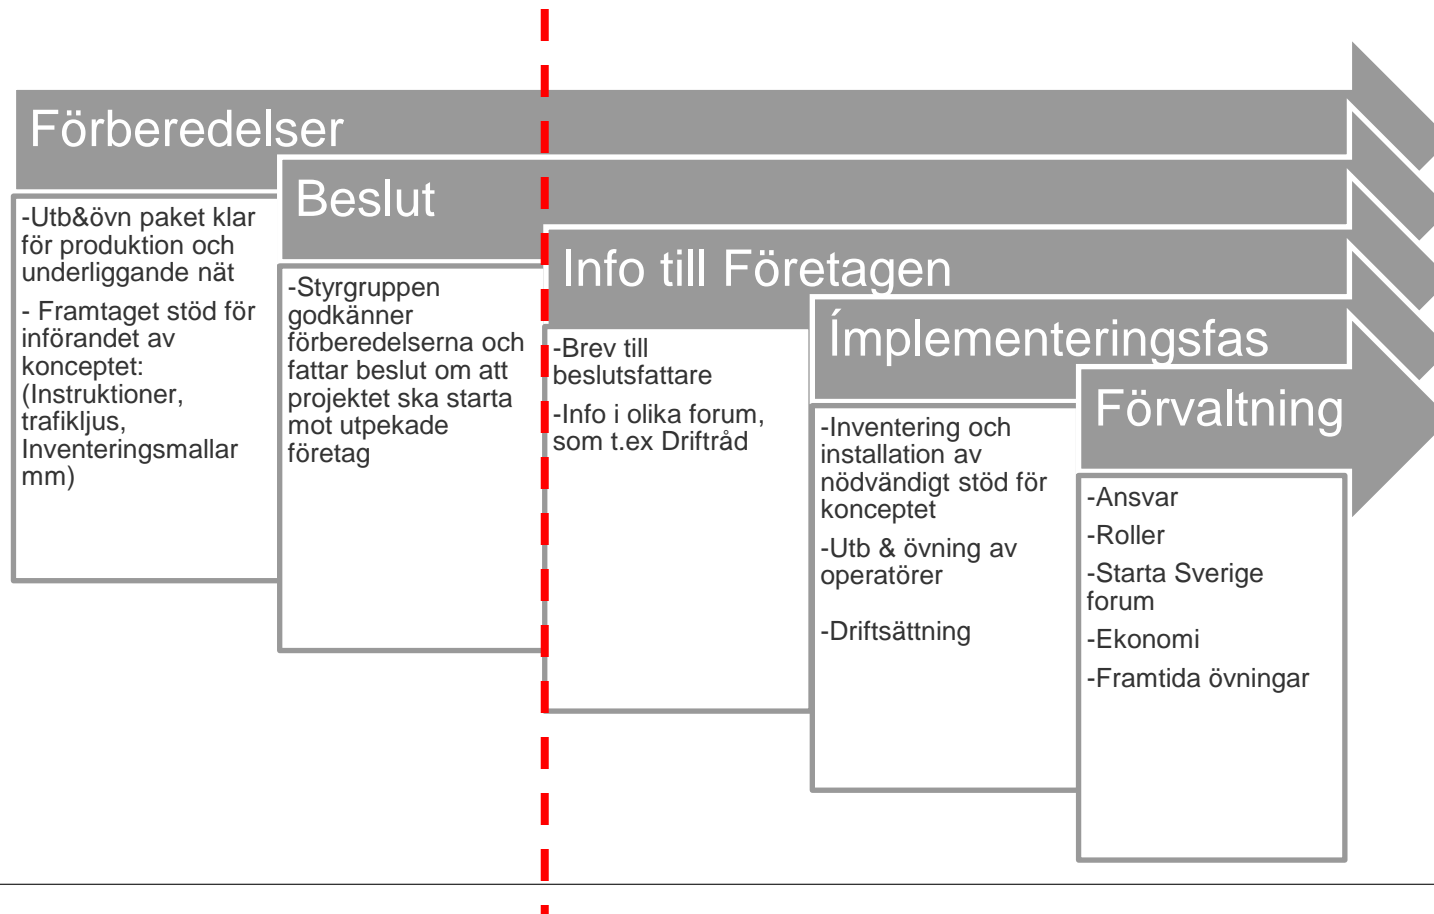 Förberedelser
-Utb&övn paket klar
för produktion och
underliggande nät
- Framtaget stöd för
införandet av
konceptet:
(Instruktioner,
trafikljus,
Inventeringsmallar
mm)
Beslut
-Styrgruppen
godkänner
förberedelserna och
fattar beslut om att
projektet ska starta
mot utpekade
företag
Info till Företagen
-Brev till
beslutsfattare
-Info i olika forum,
som t.ex Driftråd
Ímplementeringsfas
-Inventering och
installation av
nödvändigt stöd för
konceptet
-Utb & övning av
operatörer
-Driftsättning
Förvaltning
-Ansvar
-Roller
-Starta Sverige
forum
-Ekonomi
-Framtida övningar